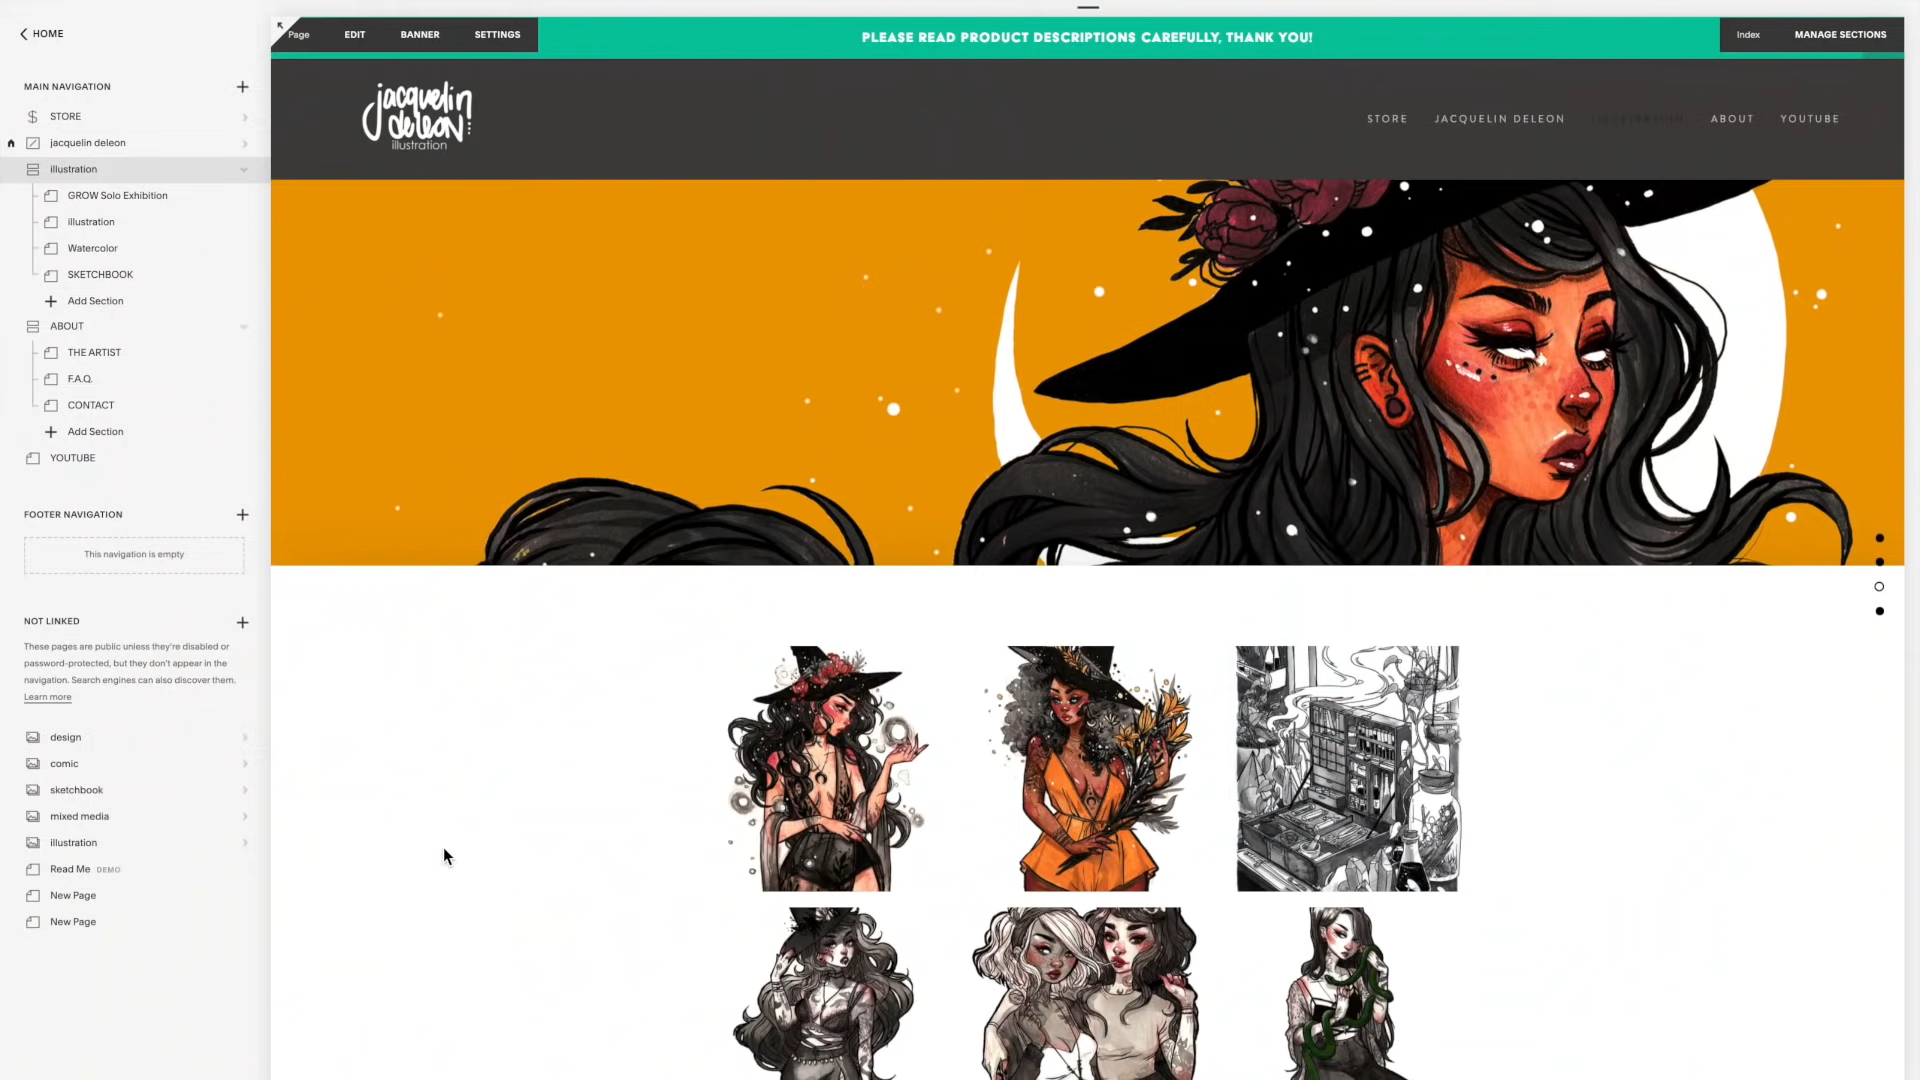 HOME
MAIN NAVIGATION
STORE
jacquelin deleon
illustration
GROW Solo Exhibition
illustration
Watercolor
SKETCHBOOK
Add Section
ABOUT
THE ARTIST
F.A.Q.
CONTACT
Add Section
YOUTUBE
FOOTER NAVIGATION
This navigation is empty
NOT LINKED
These pages are public unless they're disabled or
password-protected, but they don't appear in the
navigation. Search engines can also discover them.
Learn more
design
comic
sketchbook
mixed media
illustration
Read Me DEMO
New Page
New Page
Page EDIT BANNER SETTINGS
PLEASE READ PRODUCT DESCRIPTIONS CAREFULLY, THANK YOU!
Index MANAGE SECTIONS
jacquelin
deleon
illustration
STORE JACQUELIN DELEON ILLUSTRATION ABOUT YOUTUBE